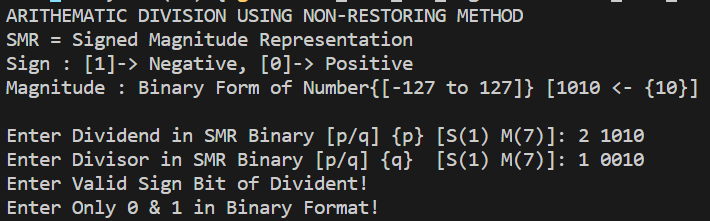 ARITHEMATIC DIVISION USING NON-RESTORING METHOD
SMR = Signed Magnitude Representation
Sign : [1]-> Negative, [0]-> Positive
Magnitude : Binary Form of Number{[-127 to 127]} [1010 <- {10}]
Enter Dividend in SMR Binary [p/q] {p} [S(1) M(7)]: 2 1010
Enter Divisor in SMR Binary [p/q] {q}  [S(1) M(7)]: 1 0010
Enter Valid Sign Bit of Divident!
Enter Only 0 & 1 in Binary Format!